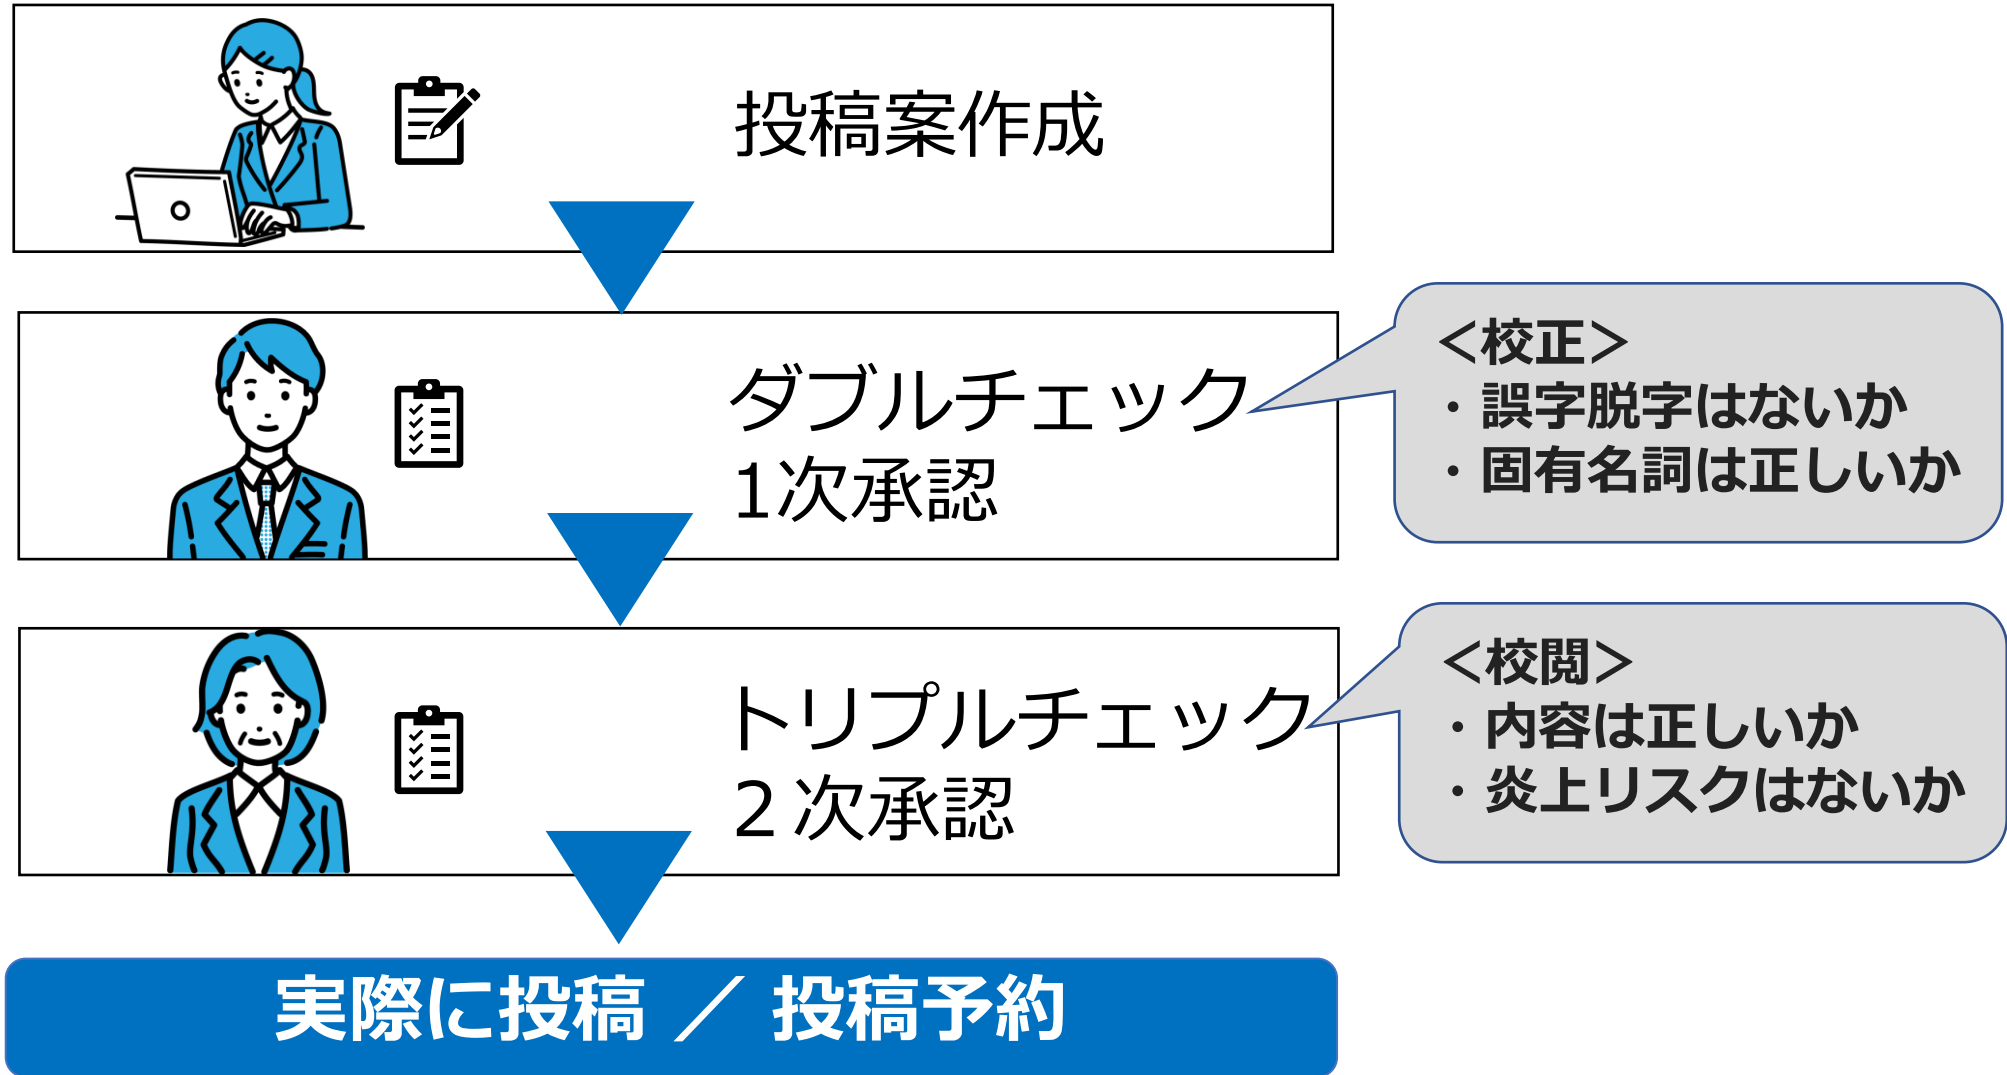 投稿案作成
ダブルチェック
1次承認
＜校正＞
・誤字脱字はないか
・固有名詞は正しいか
トリプルチェック
２次承認
＜校閲＞
・内容は正しいか
・炎上リスクはないか
実際に投稿 ／ 投稿予約